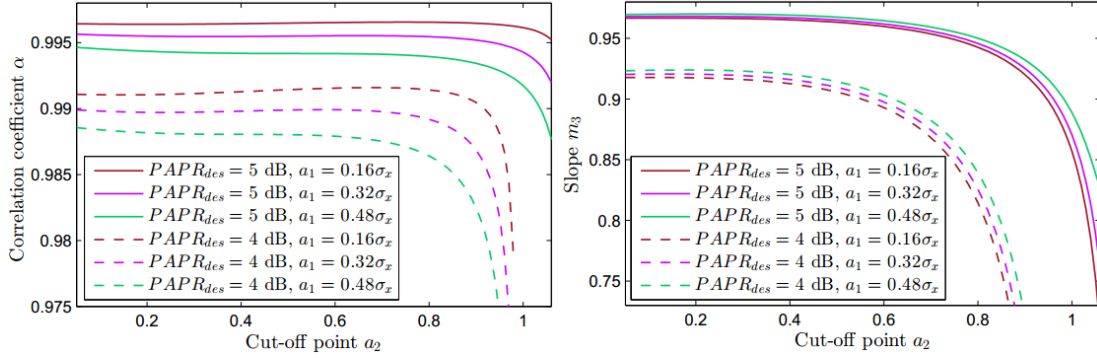 Correlation coefficient α
0.995
0.99
0.985
0.98
0.975
PAPR_des = 5 dB, a_1 = 0.16σ_x
PAPR_des = 5 dB, a_1 = 0.32σ_x
PAPR_des = 5 dB, a_1 = 0.48σ_x
PAPR_des = 4 dB, a_1 = 0.16σ_x
PAPR_des = 4 dB, a_1 = 0.32σ_x
PAPR_des = 4 dB, a_1 = 0.48σ_x
0.2 0.4 0.6 0.8 1
Cut-off point a_2
Slope m_3
0.95
0.9
0.85
0.8
0.75
PAPR_des = 5 dB, a_1 = 0.16σ_x
PAPR_des = 5 dB, a_1 = 0.32σ_x
PAPR_des = 5 dB, a_1 = 0.48σ_x
PAPR_des = 4 dB, a_1 = 0.16σ_x
PAPR_des = 4 dB, a_1 = 0.32σ_x
PAPR_des = 4 dB, a_1 = 0.48σ_x
0.2 0.4 0.6 0.8 1
Cut-off point a_2